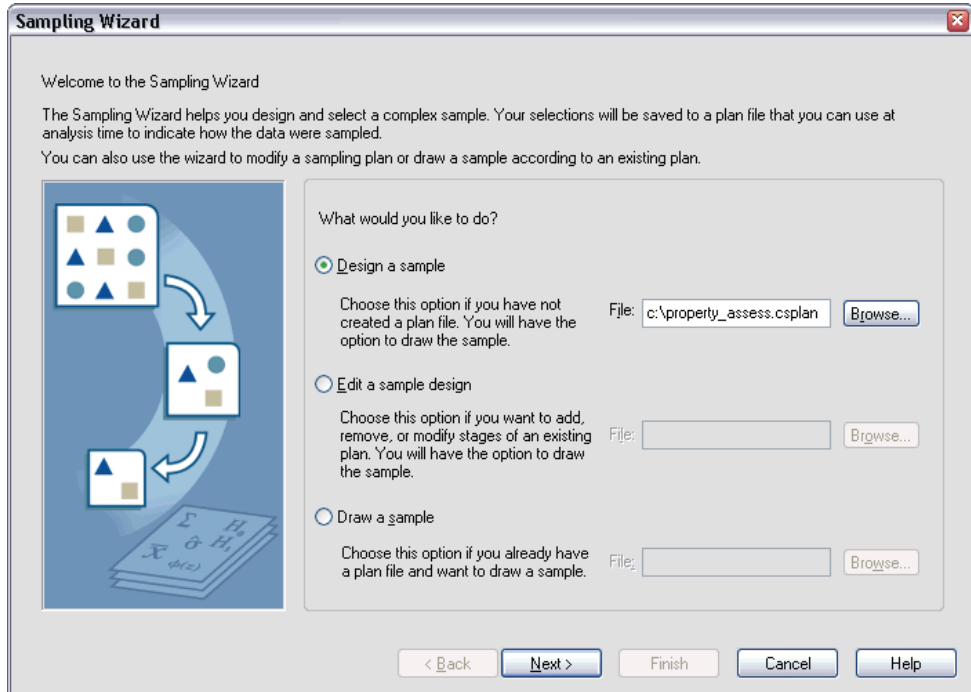 Sampling Wizard
Welcome to the Sampling Wizard
The Sampling Wizard helps you design and select a complex sample. Your selections will be saved to a plan file that you can use at
analysis time to indicate how the data were sampled.
You can also use the wizard to modify a sampling plan or draw a sample according to an existing plan.
What would you like to do?
Design a sample
Choose this option if you have not
created a plan file. You will have the
option to draw the sample.
File: c:\property_assess.csplan Browse...
Edit a sample design
Choose this option if you want to add,
remove, or modify stages of an existing
plan. You will have the option to draw
the sample.
File: Browse...
Draw a sample
Choose this option if you already have
a plan file and want to draw a sample.
File: Browse...
Σ H₀
X̄ σ̂ H₁
φ(z)
< Back Next > Finish Cancel Help